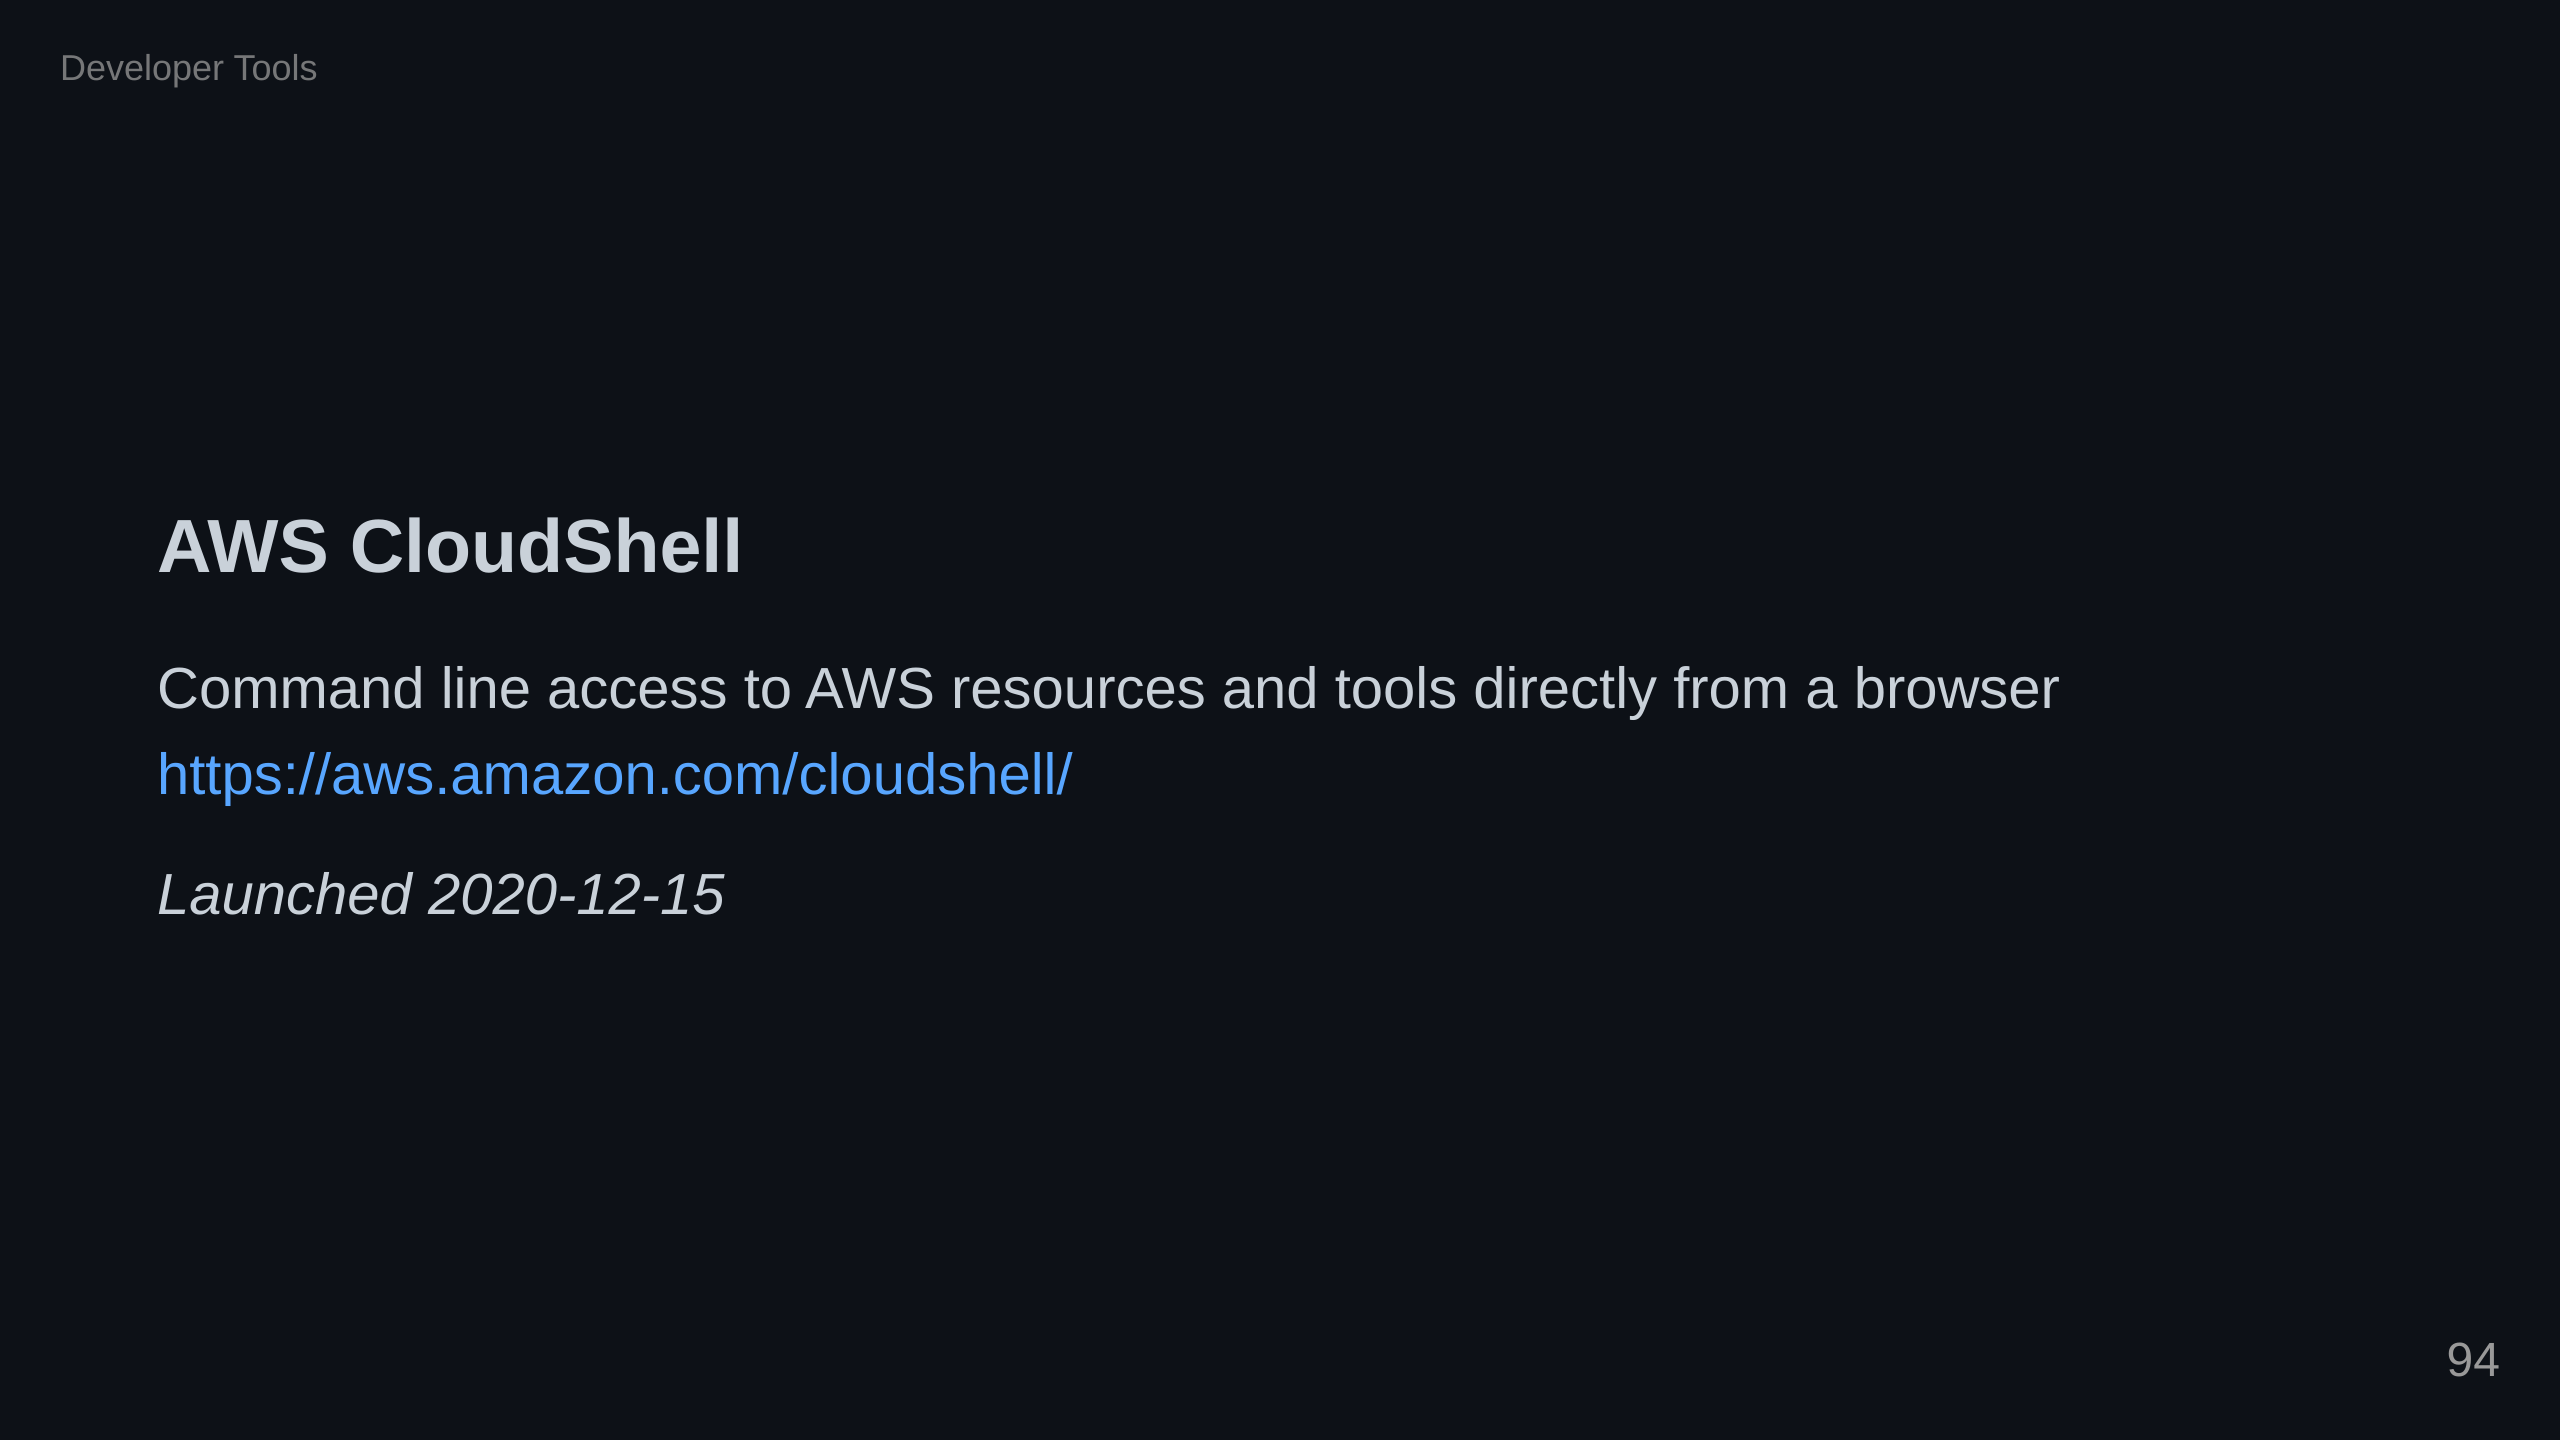 Developer Tools
AWS CloudShell
Command line access to AWS resources and tools directly from a browser
https://aws.amazon.com/cloudshell/
Launched 2020-12-15
94